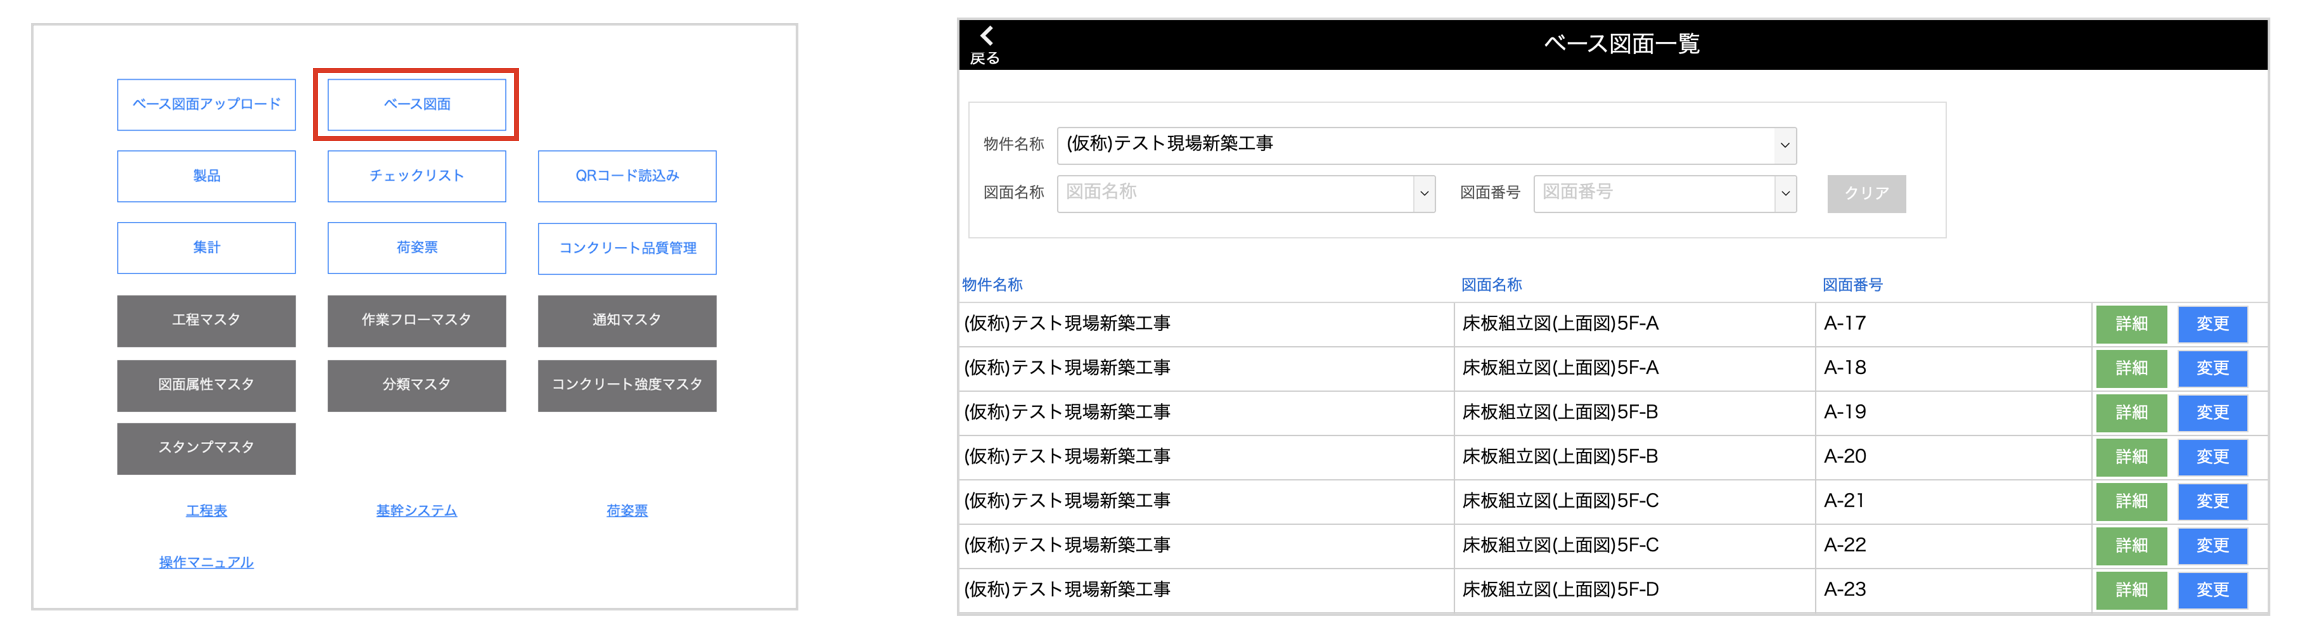 ベース図面アップロード ベース図面
製品 チェックリスト QRコード読込み
集計 荷姿票 コンクリート品質管理
工程マスタ 作業フローマスタ 通知マスタ
図面属性マスタ 分類マスタ コンクリート強度マスタ
スタンプマスタ
工程表 基幹システム 荷姿票
操作マニュアル
戻る ベース図面一覧
物件名称 (仮称)テスト現場新築工事
図面名称 図面名称 図面番号 図面番号 クリア
物件名称 図面名称 図面番号
(仮称)テスト現場新築工事 床板組立図(上面図)5F-A A-17 詳細 変更
(仮称)テスト現場新築工事 床板組立図(上面図)5F-A A-18 詳細 変更
(仮称)テスト現場新築工事 床板組立図(上面図)5F-B A-19 詳細 変更
(仮称)テスト現場新築工事 床板組立図(上面図)5F-B A-20 詳細 変更
(仮称)テスト現場新築工事 床板組立図(上面図)5F-C A-21 詳細 変更
(仮称)テスト現場新築工事 床板組立図(上面図)5F-C A-22 詳細 変更
(仮称)テスト現場新築工事 床板組立図(上面図)5F-D A-23 詳細 変更